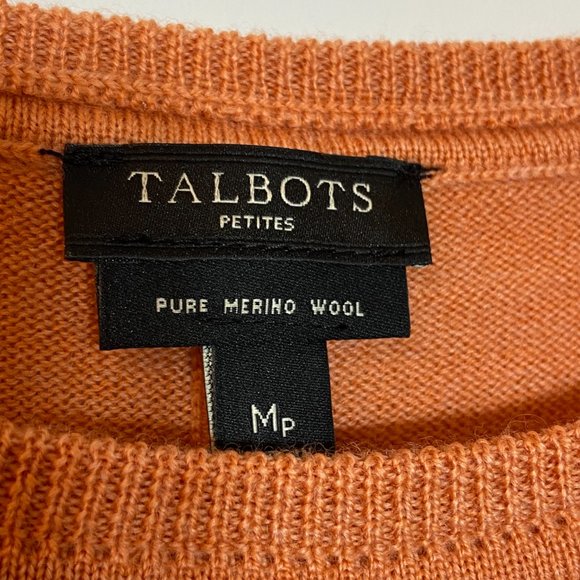 TALBOTS
PETITES
PURE MERINO WOOL
MP